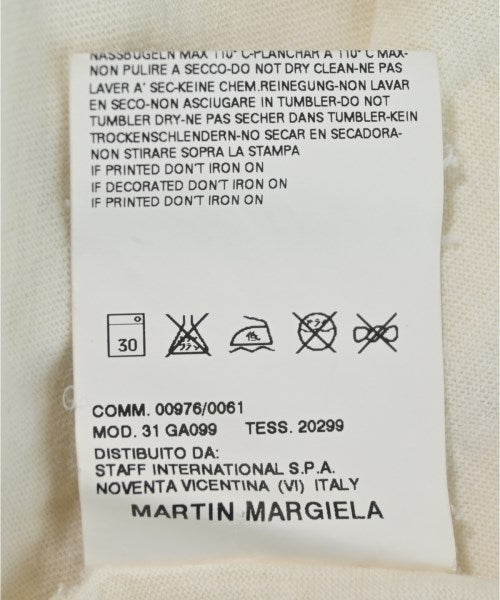 NASSBUGELN MAX 110° C-PLANCHAR A 110° C MAX-
NON PULIRE A SECCO-DO NOT DRY CLEAN-NE PAS
LAVER A' SEC-KEINE CHEM.REINEGUNG-NON LAVAR
EN SECO-NON ASCIUGARE IN TUMBLER-DO NOT
TUMBLER DRY-NE PAS SECHER DANS TUMBLER-KEIN
TROCKENSCHLENDERN-NO SECAR EN SECADORA-
NON STIRARE SOPRA LA STAMPA
IF PRINTED DON'T IRON ON
IF DECORATED DON'T IRON ON
IF PRINTED DON'T IRON ON
30 低
COMM. 00976/0061
MOD. 31 GA099 TESS. 20299
DISTRIBUITO DA:
STAFF INTERNATIONAL S.P.A.
NOVENTA VICENTINA (VI) ITALY
MARTIN MARGIELA